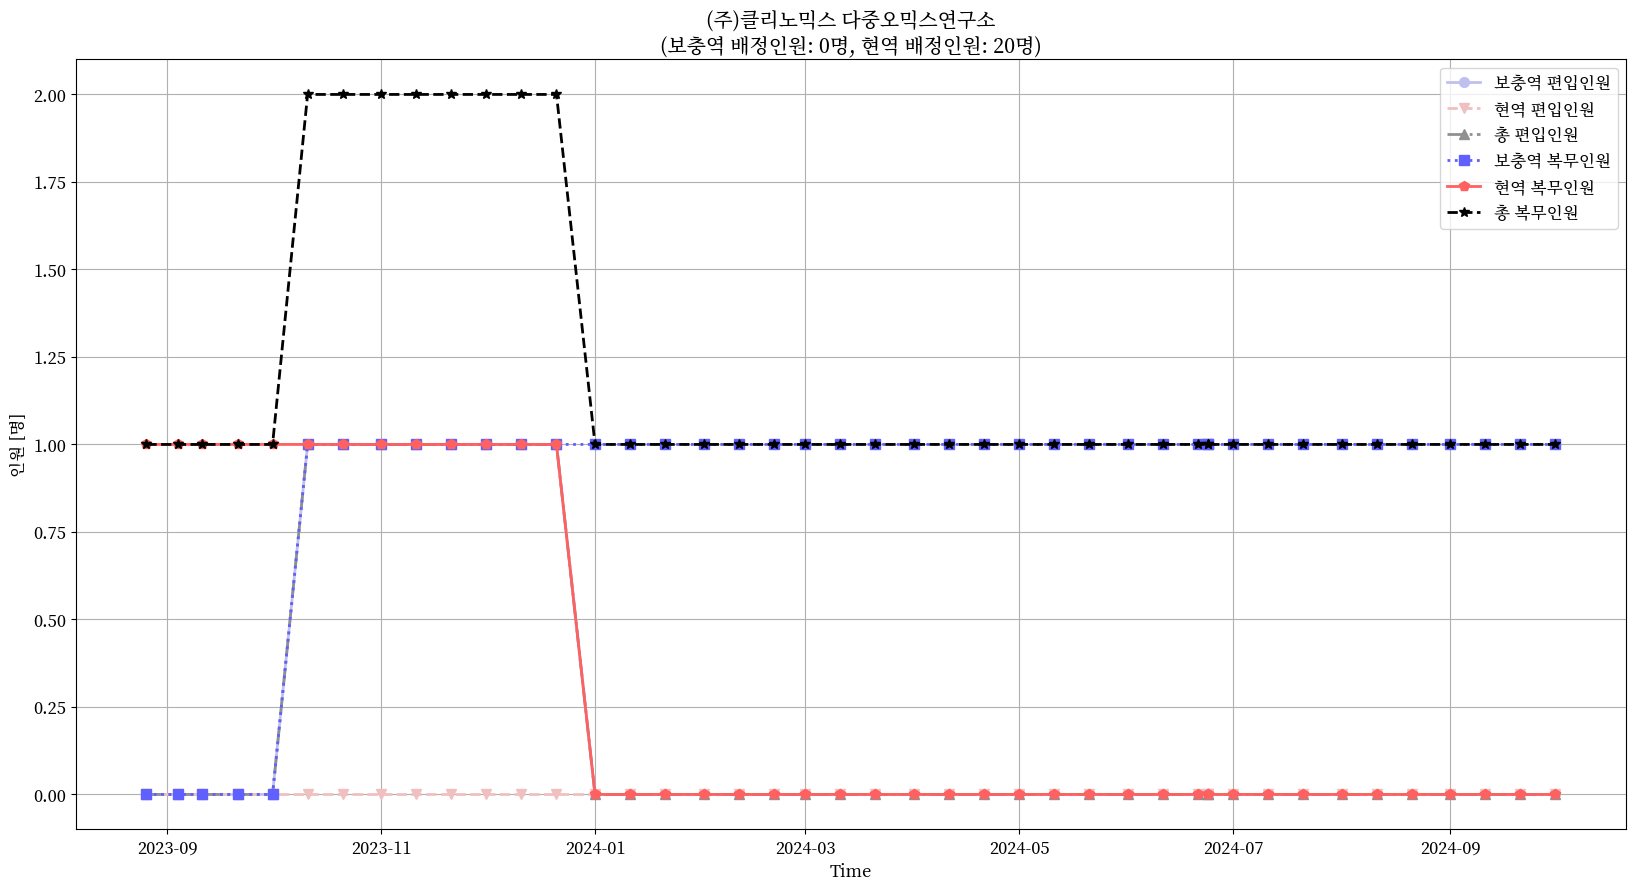 (주)클리노믹스 다중오믹스연구소
(보충역 배정인원: 0명, 현역 배정인원: 20명)
보충역 편입인원
현역 편입인원
총 편입인원
보충역 복무인원
현역 복무인원
총 복무인원
인원 [명]
2.00
1.75
1.50
1.25
1.00
0.75
0.50
0.25
0.00
2023-09
2023-11
2024-01
2024-03
2024-05
2024-07
2024-09
Time